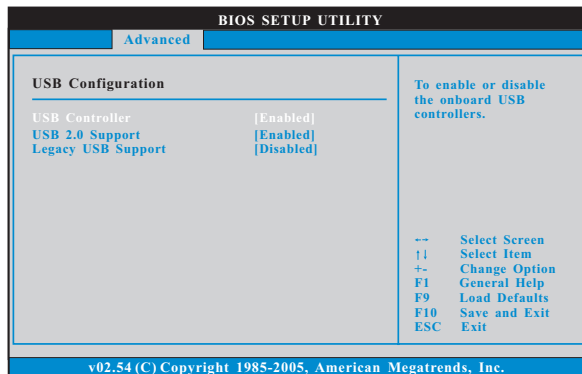 BIOS SETUP UTILITY
Advanced
USB Configuration
USB Controller [Enabled]
USB 2.0 Support [Enabled]
Legacy USB Support [Disabled]
To enable or disable
the onboard USB
controllers.
←→ Select Screen
↑↓ Select Item
+- Change Option
F1 General Help
F9 Load Defaults
F10 Save and Exit
ESC Exit
v02.54 (C) Copyright 1985-2005, American Megatrends, Inc.